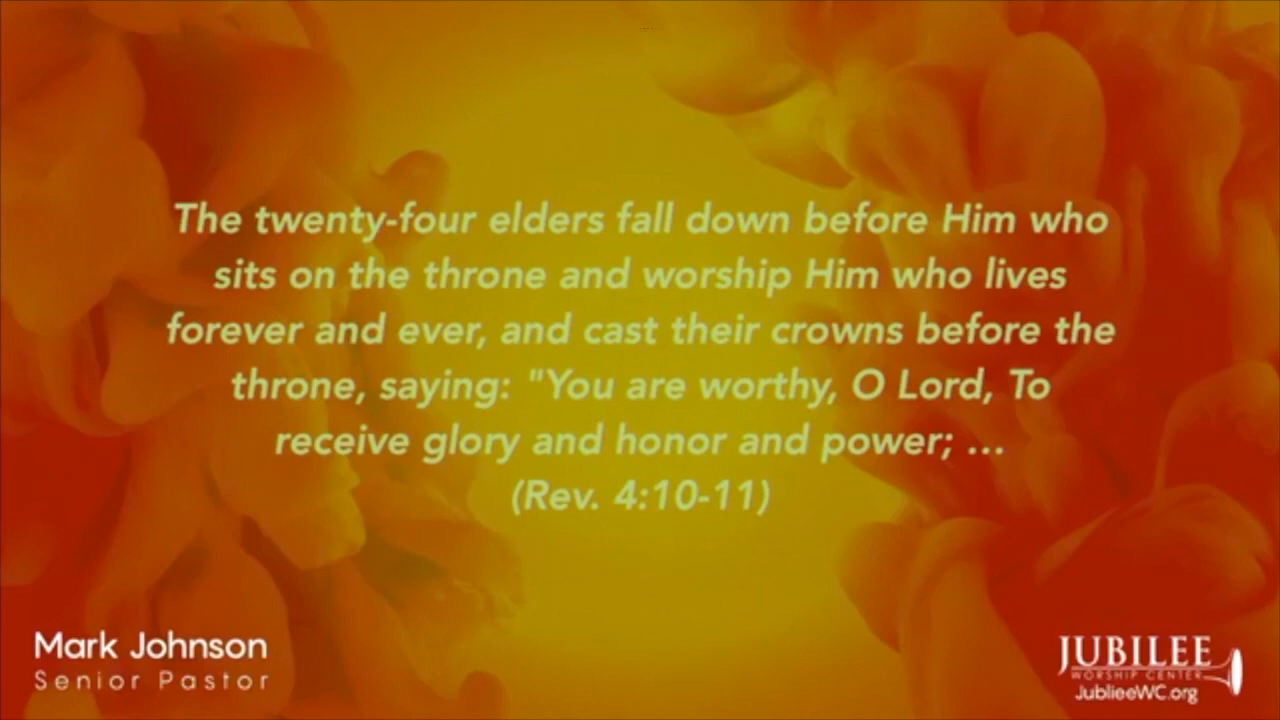 The twenty-four elders fall down before Him who
sits on the throne and worship Him who lives
forever and ever, and cast their crowns before the
throne, saying: "You are worthy, O Lord, To
receive glory and honor and power; ...
(Rev. 4:10-11)
Mark Johnson
Senior Pastor
JUBILEE
WORSHIP CENTER
JublieeWC.org